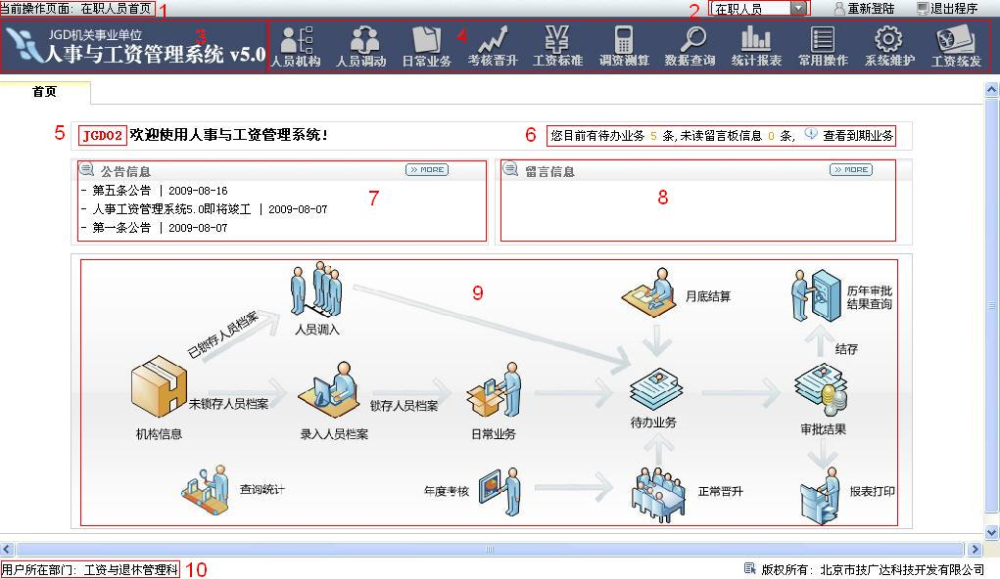 当前操作页面: 在职人员首页 1 2 在职人员 重新登陆 退出程序
JGD机关事业单位 3
人事与工资管理系统 v5.0 4
人员机构 人员调动 日常业务 考核晋升 工资标准 调资测算 数据查询 统计报表 常用操作 系统维护 工资统发
首页
5 JGD02 欢迎使用人事与工资管理系统! 6 您目前有待办业务 5 条, 未读留言板信息 0 条, 查看到期业务
公告信息 >> MORE
- 第五条公告 | 2009-08-16
- 人事工资管理系统5.0即将竣工 | 2009-08-07
- 第一条公告 | 2009-08-07
7
留言信息 >> MORE
8
9
已锁存人员档案
人员调入
月底结算
历年审批
结果查询
结存
未锁存人员档案
锁存人员档案
机构信息
录入人员档案
日常业务
待办业务
审批结果
查询统计
年度考核
正常晋升
报表打印
用户所在部门: 工资与退休管理科 10 版权所有: 北京市技广达科技开发有限公司